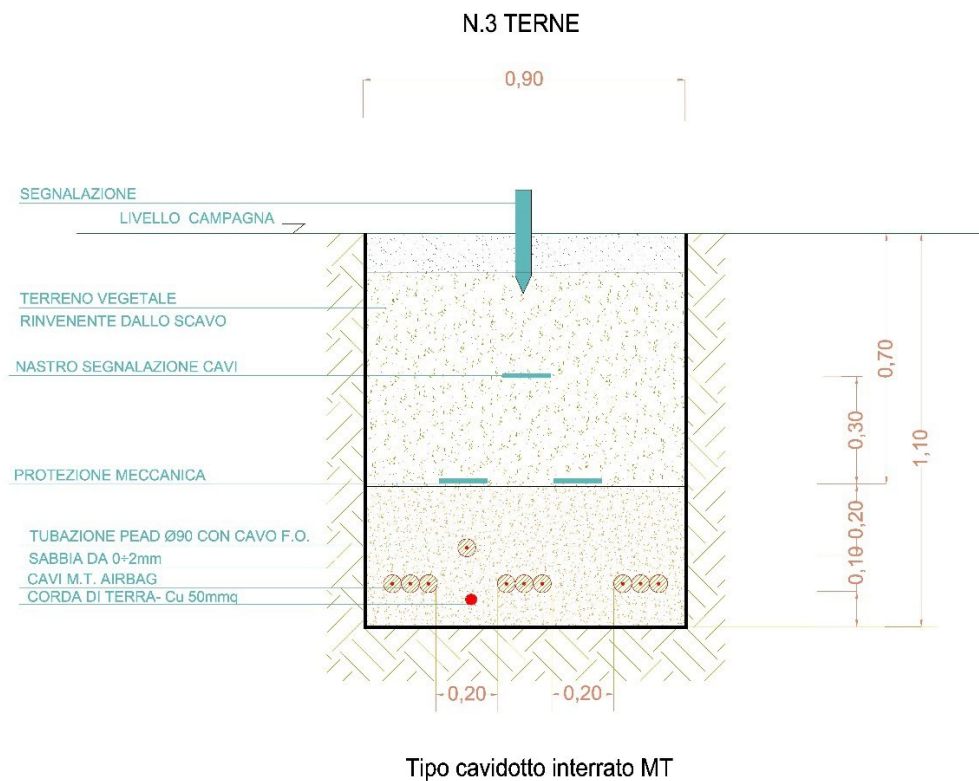 N.3 TERNE
0,90
SEGNALAZIONE
LIVELLO CAMPAGNA
TERRENO VEGETALE
RINVENENTE DALLO SCAVO
NASTRO SEGNALAZIONE CAVI
PROTEZIONE MECCANICA
TUBAZIONE PEAD Ø90 CON CAVO F.O.
SABBIA DA 0÷2mm
CAVI M.T. AIRBAG
CORDA DI TERRA- Cu 50mmq
0,70
0,30
1,10
0,20
0,10
0,20
0,20
Tipo cavidotto interrato MT